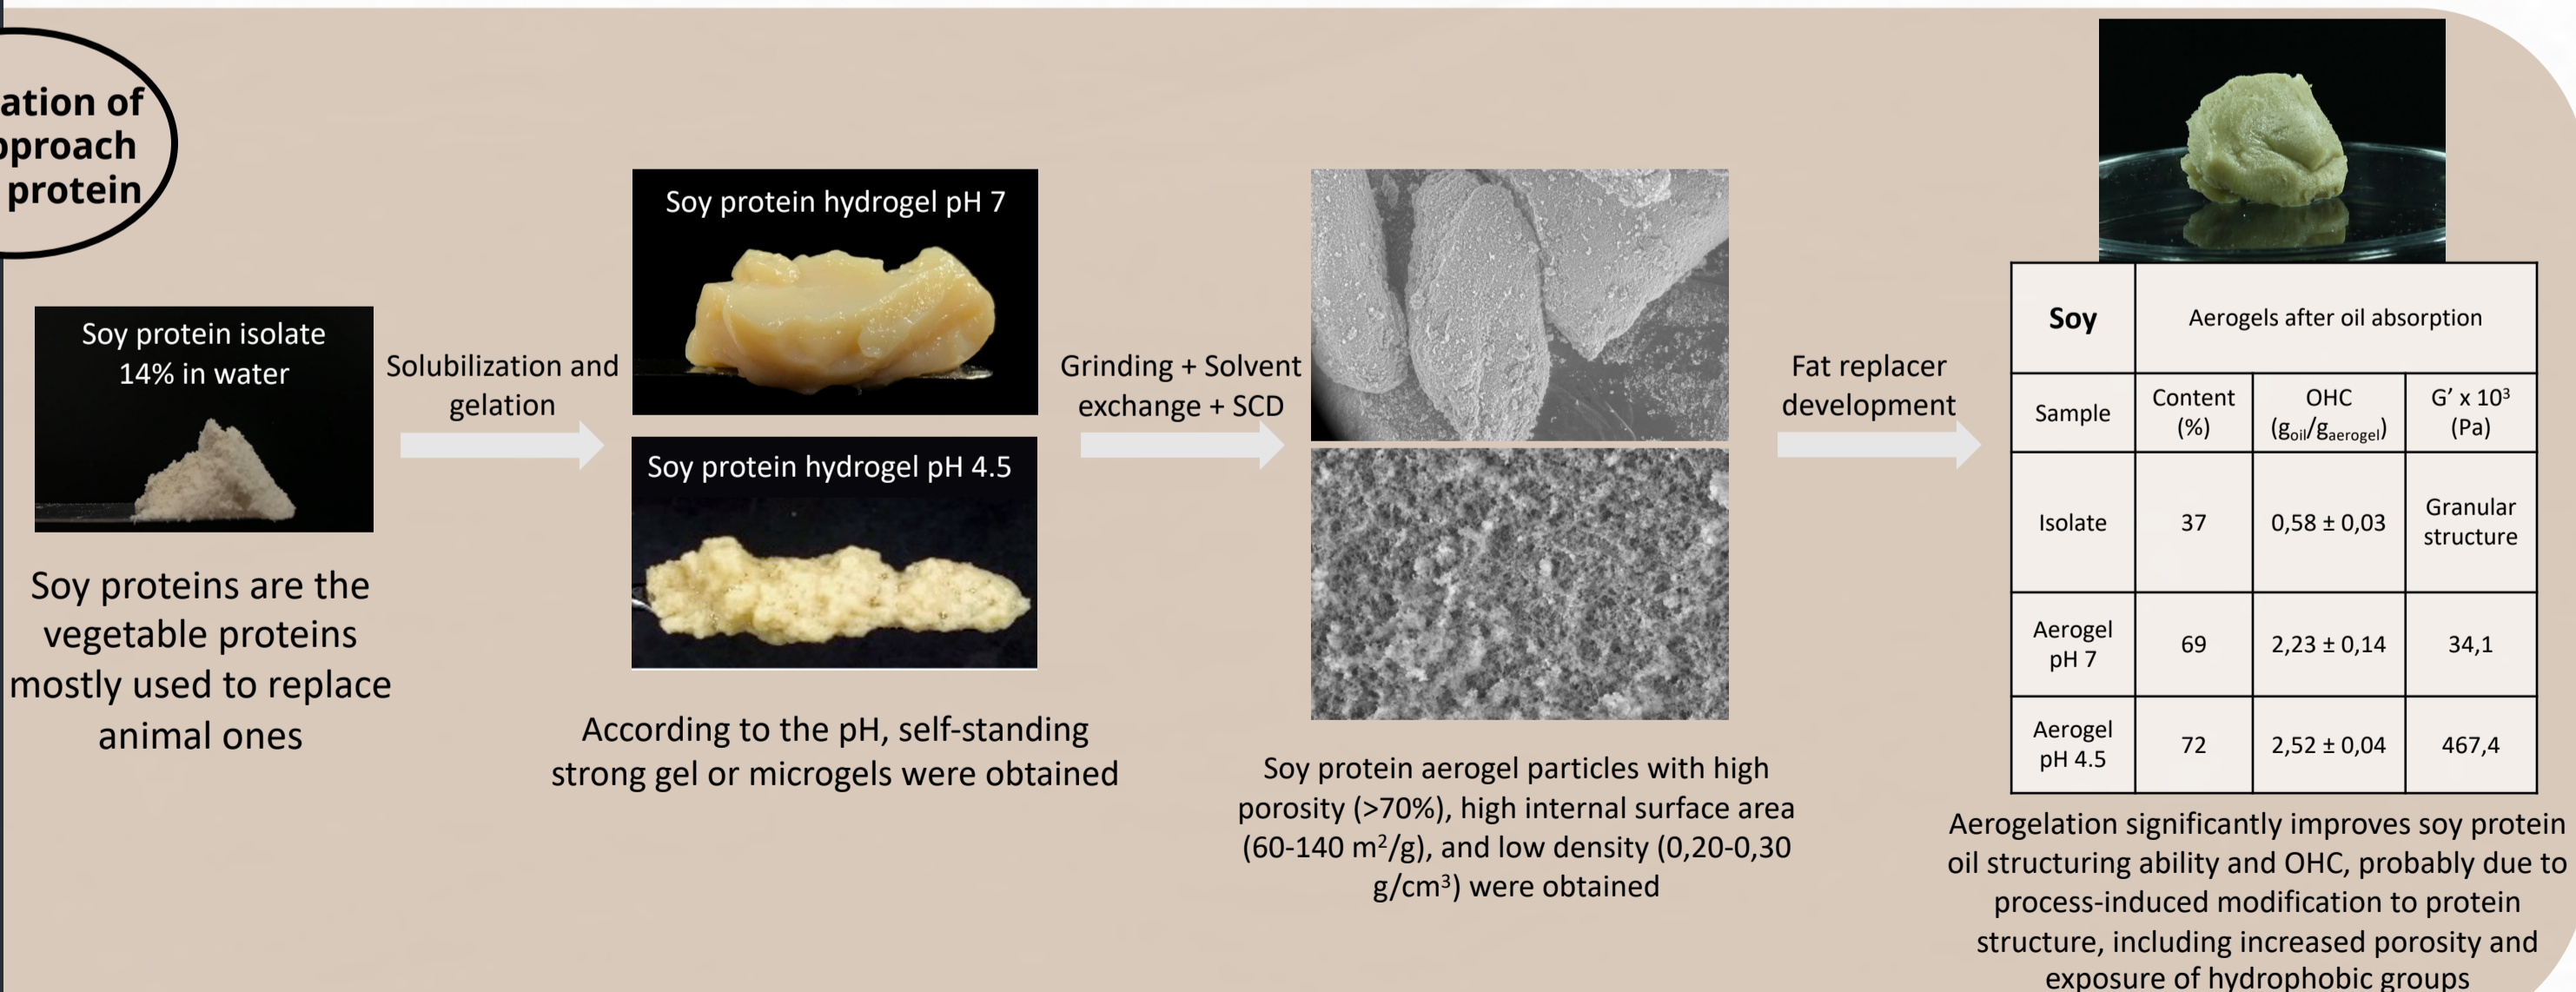 ation of
pproach
protein
Soy protein isolate
14% in water
Soy proteins are the
vegetable proteins
mostly used to replace
animal ones
Solubilization and
gelation
Soy protein hydrogel pH 7
Soy protein hydrogel pH 4.5
According to the pH, self-standing
strong gel or microgels were obtained
Grinding + Solvent
exchange + SCD
Soy protein aerogel particles with high
porosity (>70%), high internal surface area
(60-140 m²/g), and low density (0,20-0,30
g/cm³) were obtained
Fat replacer
development
Soy Aerogels after oil absorption
Sample Content (%) OHC (g_oil/g_aerogel) G’ x 10³ (Pa)
Isolate 37 0,58 ± 0,03 Granular structure
Aerogel pH 7 69 2,23 ± 0,14 34,1
Aerogel pH 4.5 72 2,52 ± 0,04 467,4
Aerogelation significantly improves soy protein
oil structuring ability and OHC, probably due to
process-induced modification to protein
structure, including increased porosity and
exposure of hydrophobic groups